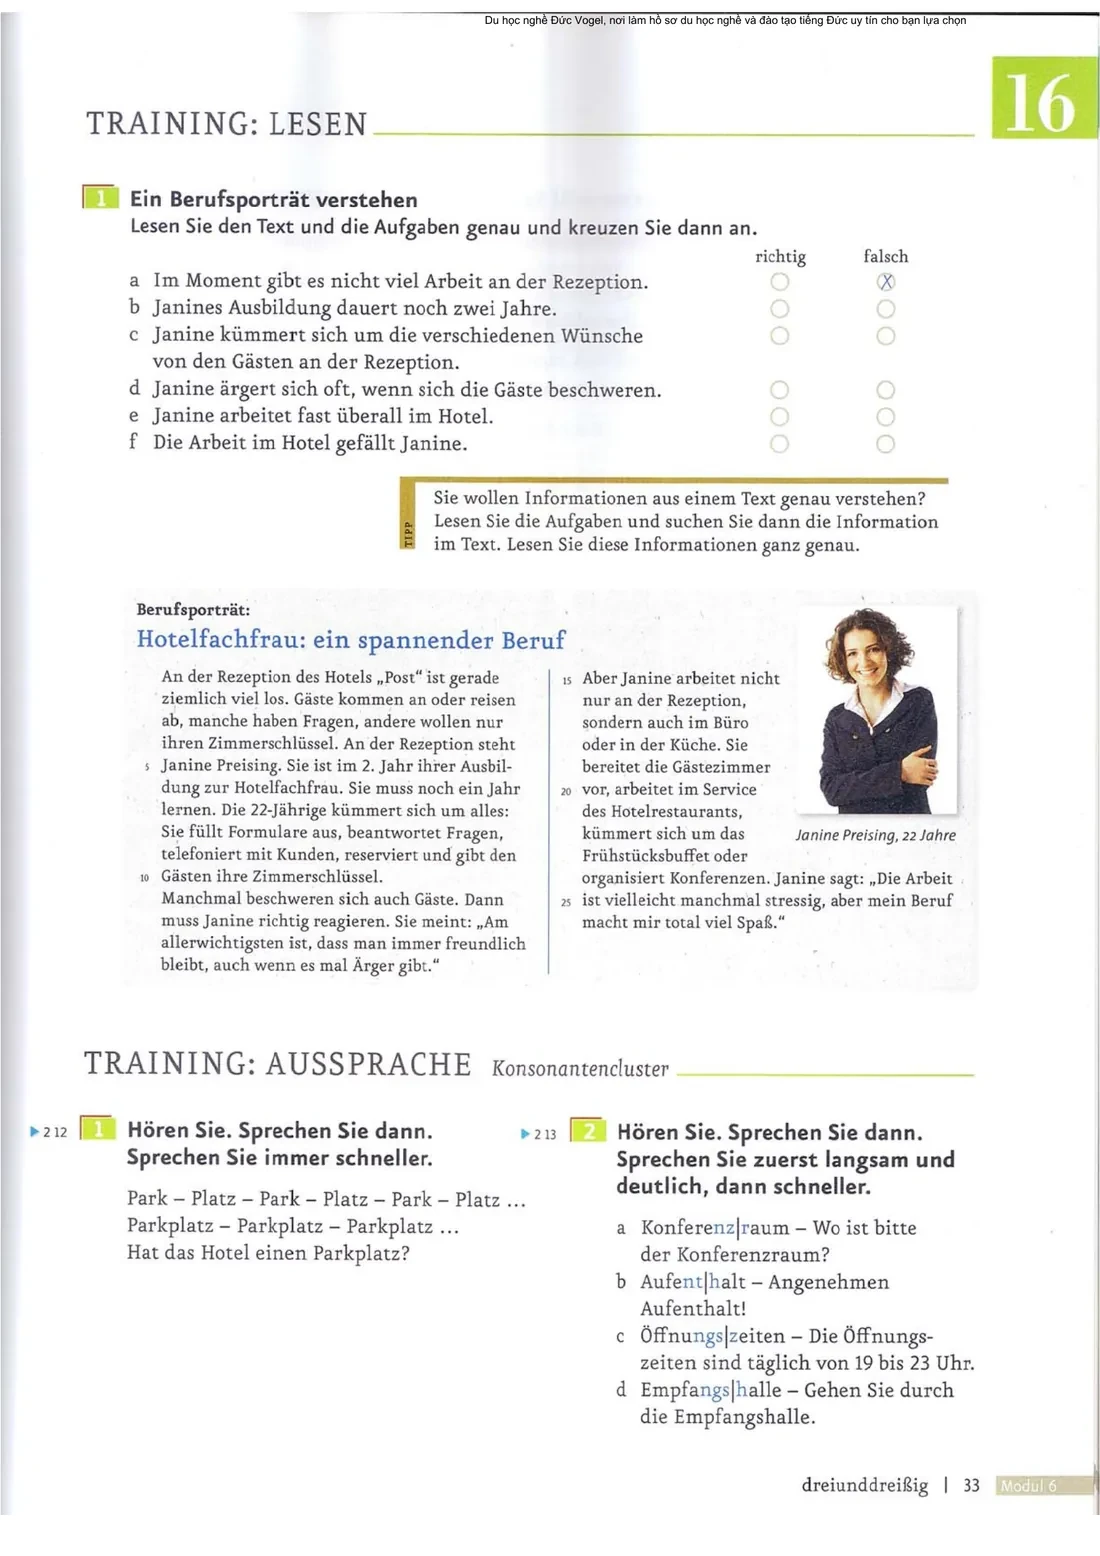 Du học nghề Đức Vogel, nơi làm hồ sơ du học nghề và đào tạo tiếng Đức uy tín cho bạn lựa chọn
16
TRAINING: LESEN
1 Ein Berufsporträt verstehen
Lesen Sie den Text und die Aufgaben genau und kreuzen Sie dann an.
richtig falsch
a Im Moment gibt es nicht viel Arbeit an der Rezeption. X
b Janines Ausbildung dauert noch zwei Jahre.
c Janine kümmert sich um die verschiedenen Wünsche
von den Gästen an der Rezeption.
d Janine ärgert sich oft, wenn sich die Gäste beschweren.
e Janine arbeitet fast überall im Hotel.
f Die Arbeit im Hotel gefällt Janine.
TIPP
Sie wollen Informationen aus einem Text genau verstehen?
Lesen Sie die Aufgaben und suchen Sie dann die Information
im Text. Lesen Sie diese Informationen ganz genau.
Berufsporträt:
Hotelfachfrau: ein spannender Beruf
An der Rezeption des Hotels „Post“ ist gerade
ziemlich viel los. Gäste kommen an oder reisen
ab, manche haben Fragen, andere wollen nur
ihren Zimmerschlüssel. An der Rezeption steht
5 Janine Preising. Sie ist im 2. Jahr ihrer Ausbil-
dung zur Hotelfachfrau. Sie muss noch ein Jahr
lernen. Die 22-Jährige kümmert sich um alles:
Sie füllt Formulare aus, beantwortet Fragen,
telefoniert mit Kunden, reserviert und gibt den
10 Gästen ihre Zimmerschlüssel.
Manchmal beschweren sich auch Gäste. Dann
muss Janine richtig reagieren. Sie meint: „Am
allerwichtigsten ist, dass man immer freundlich
bleibt, auch wenn es mal Ärger gibt.“
15 Aber Janine arbeitet nicht
nur an der Rezeption,
sondern auch im Büro
oder in der Küche. Sie
bereitet die Gästezimmer
20 vor, arbeitet im Service
des Hotelrestaurants,
kümmert sich um das
Frühstücksbuffet oder
organisiert Konferenzen. Janine sagt: „Die Arbeit
25 ist vielleicht manchmal stressig, aber mein Beruf
macht mir total viel Spaß.“
Janine Preising, 22 Jahre
TRAINING: AUSSPRACHE Konsonantencluster
▶ 2 12 1 Hören Sie. Sprechen Sie dann.
Sprechen Sie immer schneller.
Park – Platz – Park – Platz – Park – Platz ...
Parkplatz – Parkplatz – Parkplatz ...
Hat das Hotel einen Parkplatz?
▶ 2 13 2 Hören Sie. Sprechen Sie dann.
Sprechen Sie zuerst langsam und
deutlich, dann schneller.
a Konferenz|raum – Wo ist bitte
der Konferenzraum?
b Aufent|halt – Angenehmen
Aufenthalt!
c Öffnungs|zeiten – Die Öffnungs-
zeiten sind täglich von 19 bis 23 Uhr.
d Empfangs|halle – Gehen Sie durch
die Empfangshalle.
dreiunddreißig | 33 Modul 6